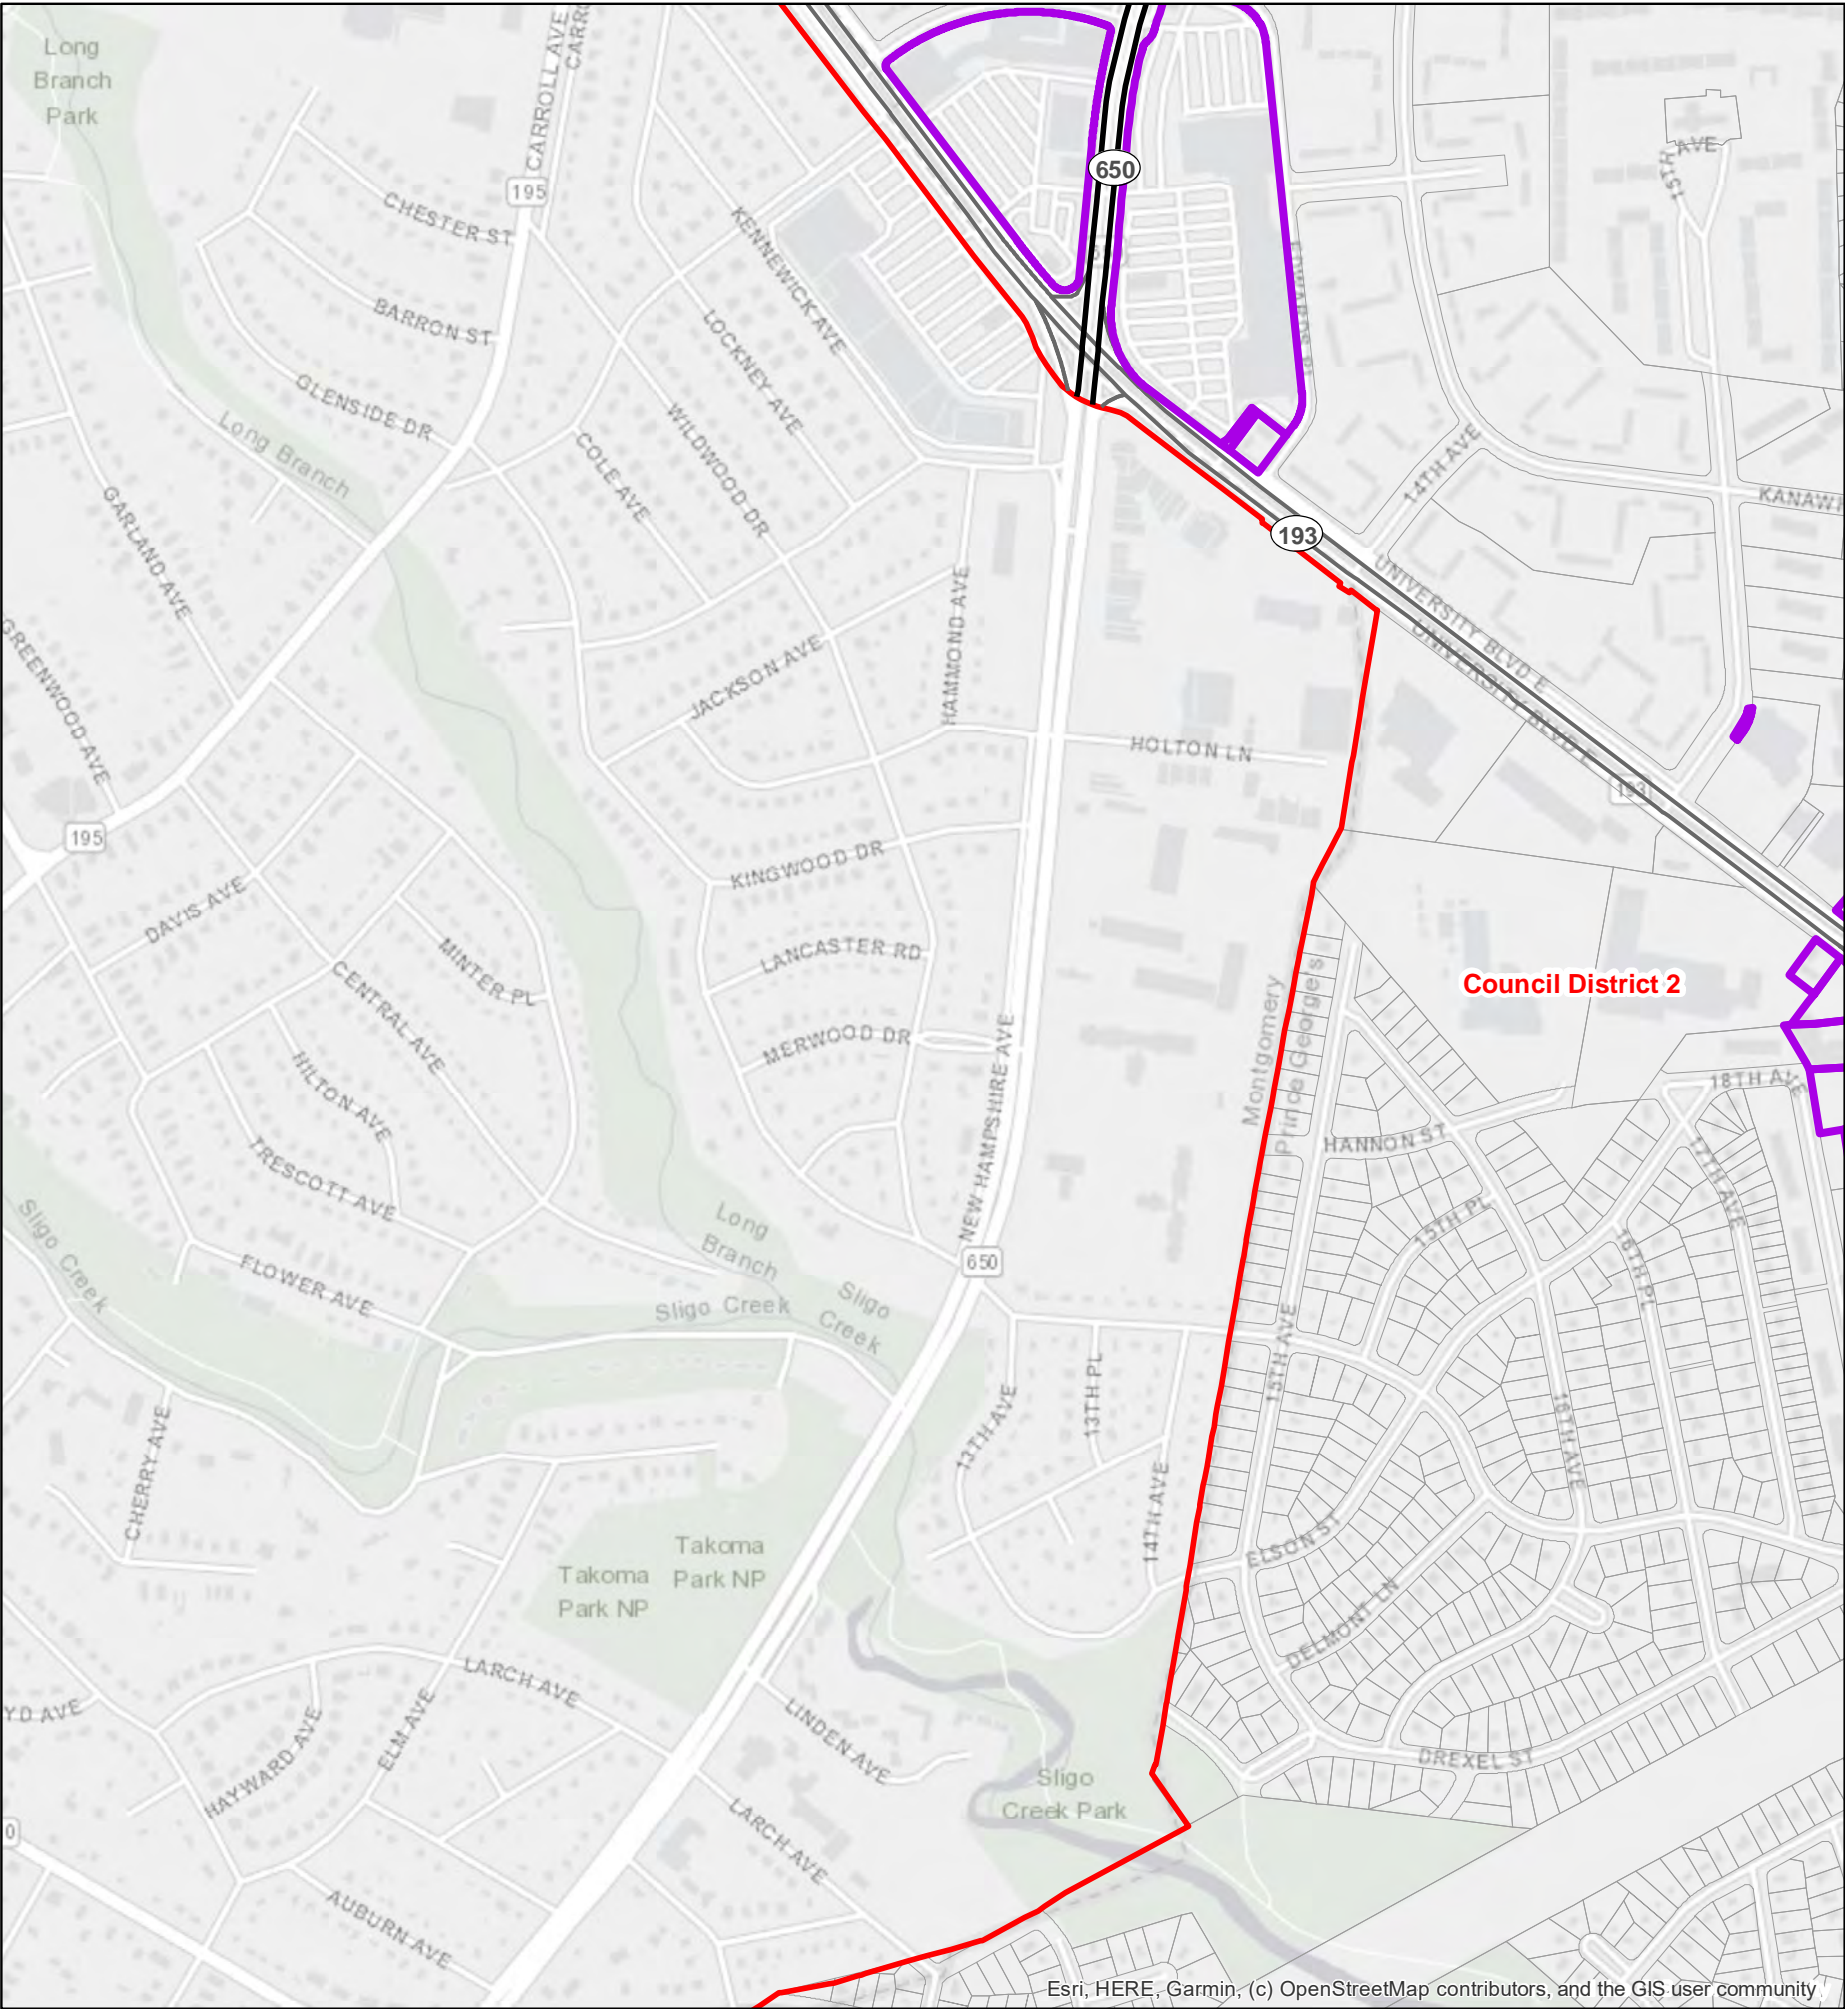 Long
Branch
Park
CARROLL AVE
195
CHESTER ST
BARRON ST
GLENSIDE DR
Long Branch
KENNEWICK AVE
LOCKNEY AVE
WILDWOOD DR
COLE AVE
650
15TH
AVE
14TH AVE
193
UNIVERSITY BLVD E
UNIVERSITY BLVD E
193
GARLAND AVE
GREENWOOD AVE
195
JACKSON AVE
HAMMOND AVE
HOLTON LN
KINGWOOD DR
DAVIS AVE
MINTER PL
LANCASTER RD
CENTRAL AVE
MERWOOD DR
NEW HAMPSHIRE AVE
Montgomery
Prince Georges
Council District 2
HILTON AVE
TRESCOTT AVE
18TH AVE
HANNON ST
17TH AVE
15TH PL
16TH PL
Sligo Creek
FLOWER AVE
Long
Branch
650
Sligo Creek
Sligo
Creek
15TH AVE
13TH AVE
13TH PL
14TH AVE
16TH AVE
CHERRY AVE
ELSON ST
DELMONT LN
Takoma
Park NP
Takoma
Park NP
LARCH AVE
LINDEN AVE
YD AVE
HAYWARD AVE
ELM AVE
DREXEL ST
Sligo
Creek Park
LARCH AVE
0
AUBURN AVE
Esri, HERE, Garmin, (c) OpenStreetMap contributors, and the GIS user community